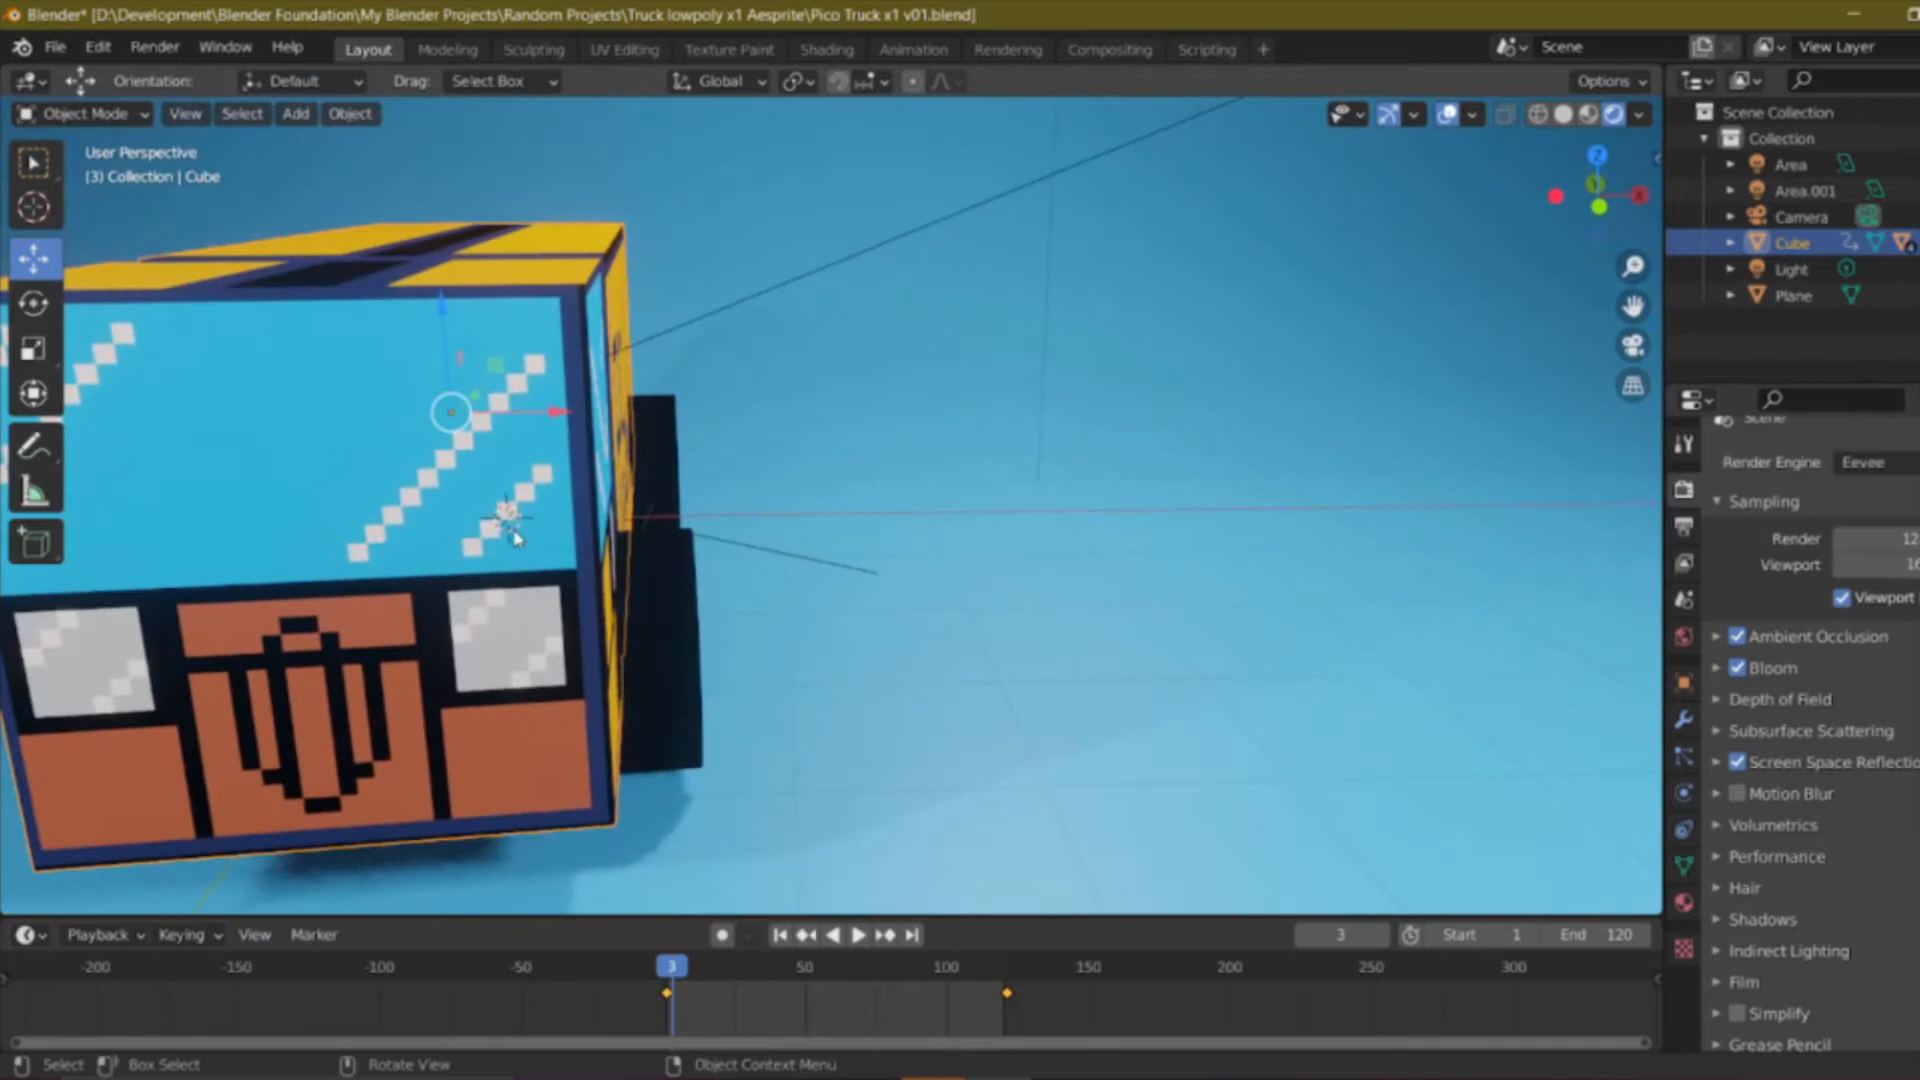 Blender* [D:\Development\Blender Foundation\My Blender Projects\Random Projects\Truck lowpoly x1 Aesprite\Pico Truck x1 v01.blend]
File Edit Render Window Help Layout Modeling Sculpting UV Editing Texture Paint Shading Animation Rendering Compositing Scripting + Scene View Layer
Orientation: Default Drag: Select Box Global Options
Object Mode View Select Add Object
User Perspective
(3) Collection | Cube
Z
X
Scene Collection
Collection
Area
Area.001
Camera
Cube
Light
Plane
Scene
Render Engine Eevee
Sampling
Render 12
Viewport 16
Viewport
Ambient Occlusion
Bloom
Depth of Field
Subsurface Scattering
Screen Space Reflectio
Motion Blur
Volumetrics
Performance
Hair
Shadows
Indirect Lighting
Film
Simplify
Grease Pencil
Playback Keying View Marker 3 Start 1 End 120
-200 -150 -100 -50 3 50 100 150 200 250 300
Select Box Select Rotate View Object Context Menu